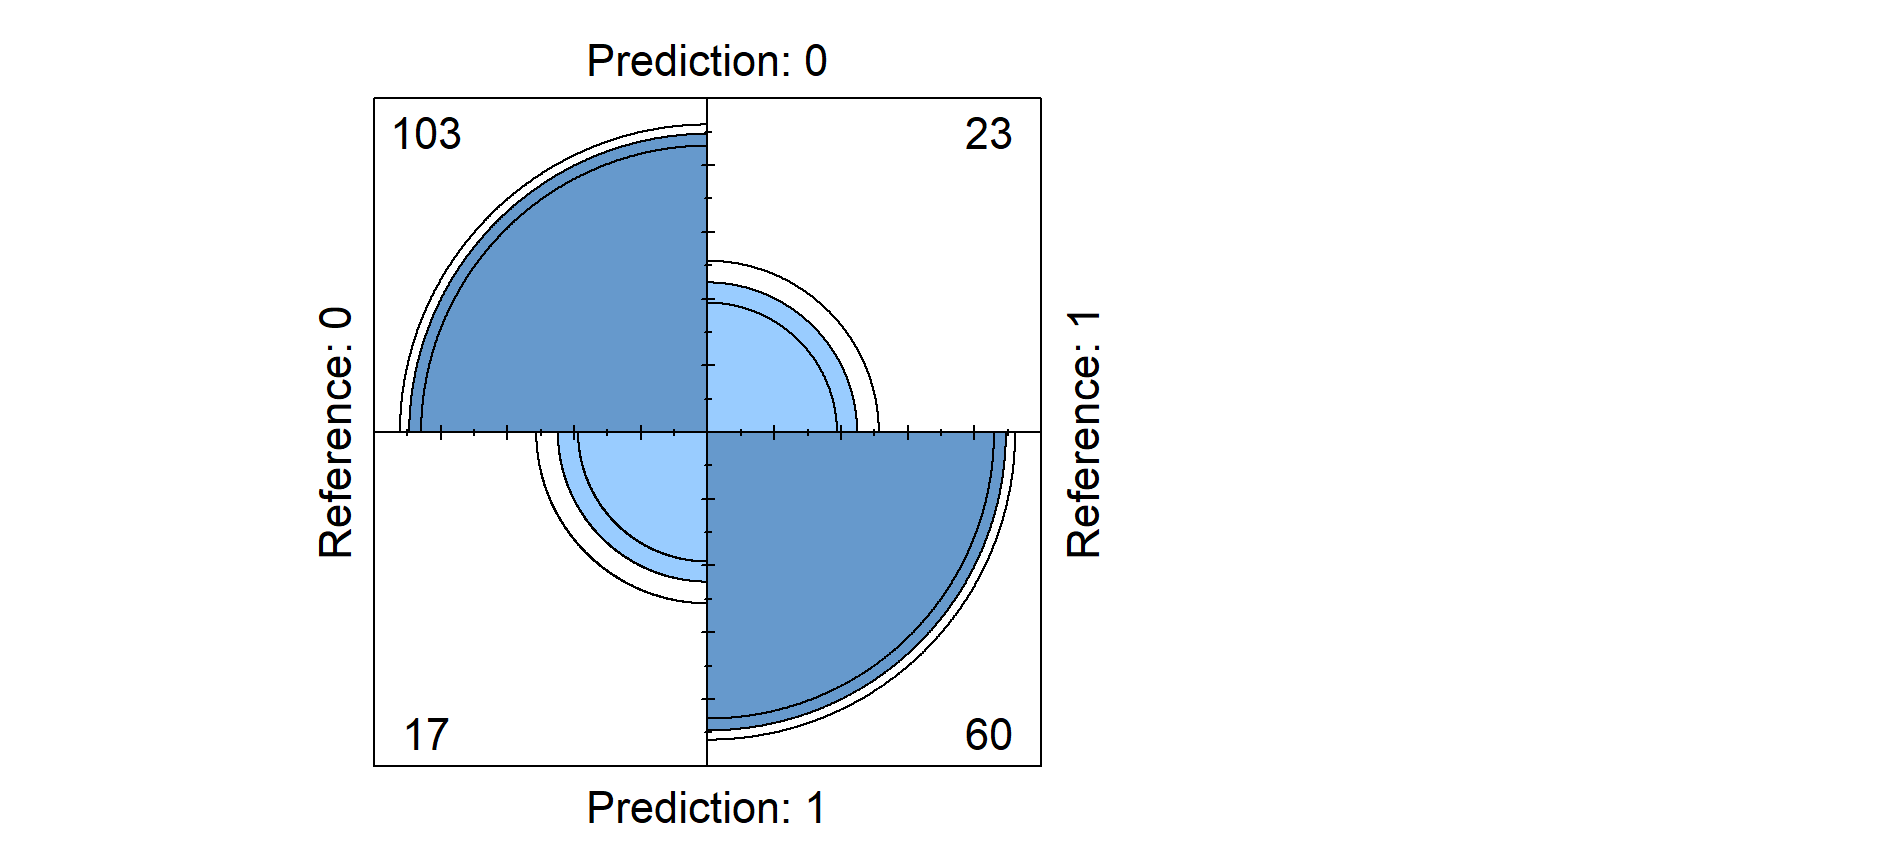 Prediction: 0
103
23
Reference: 0
Reference: 1
17
60
Prediction: 1